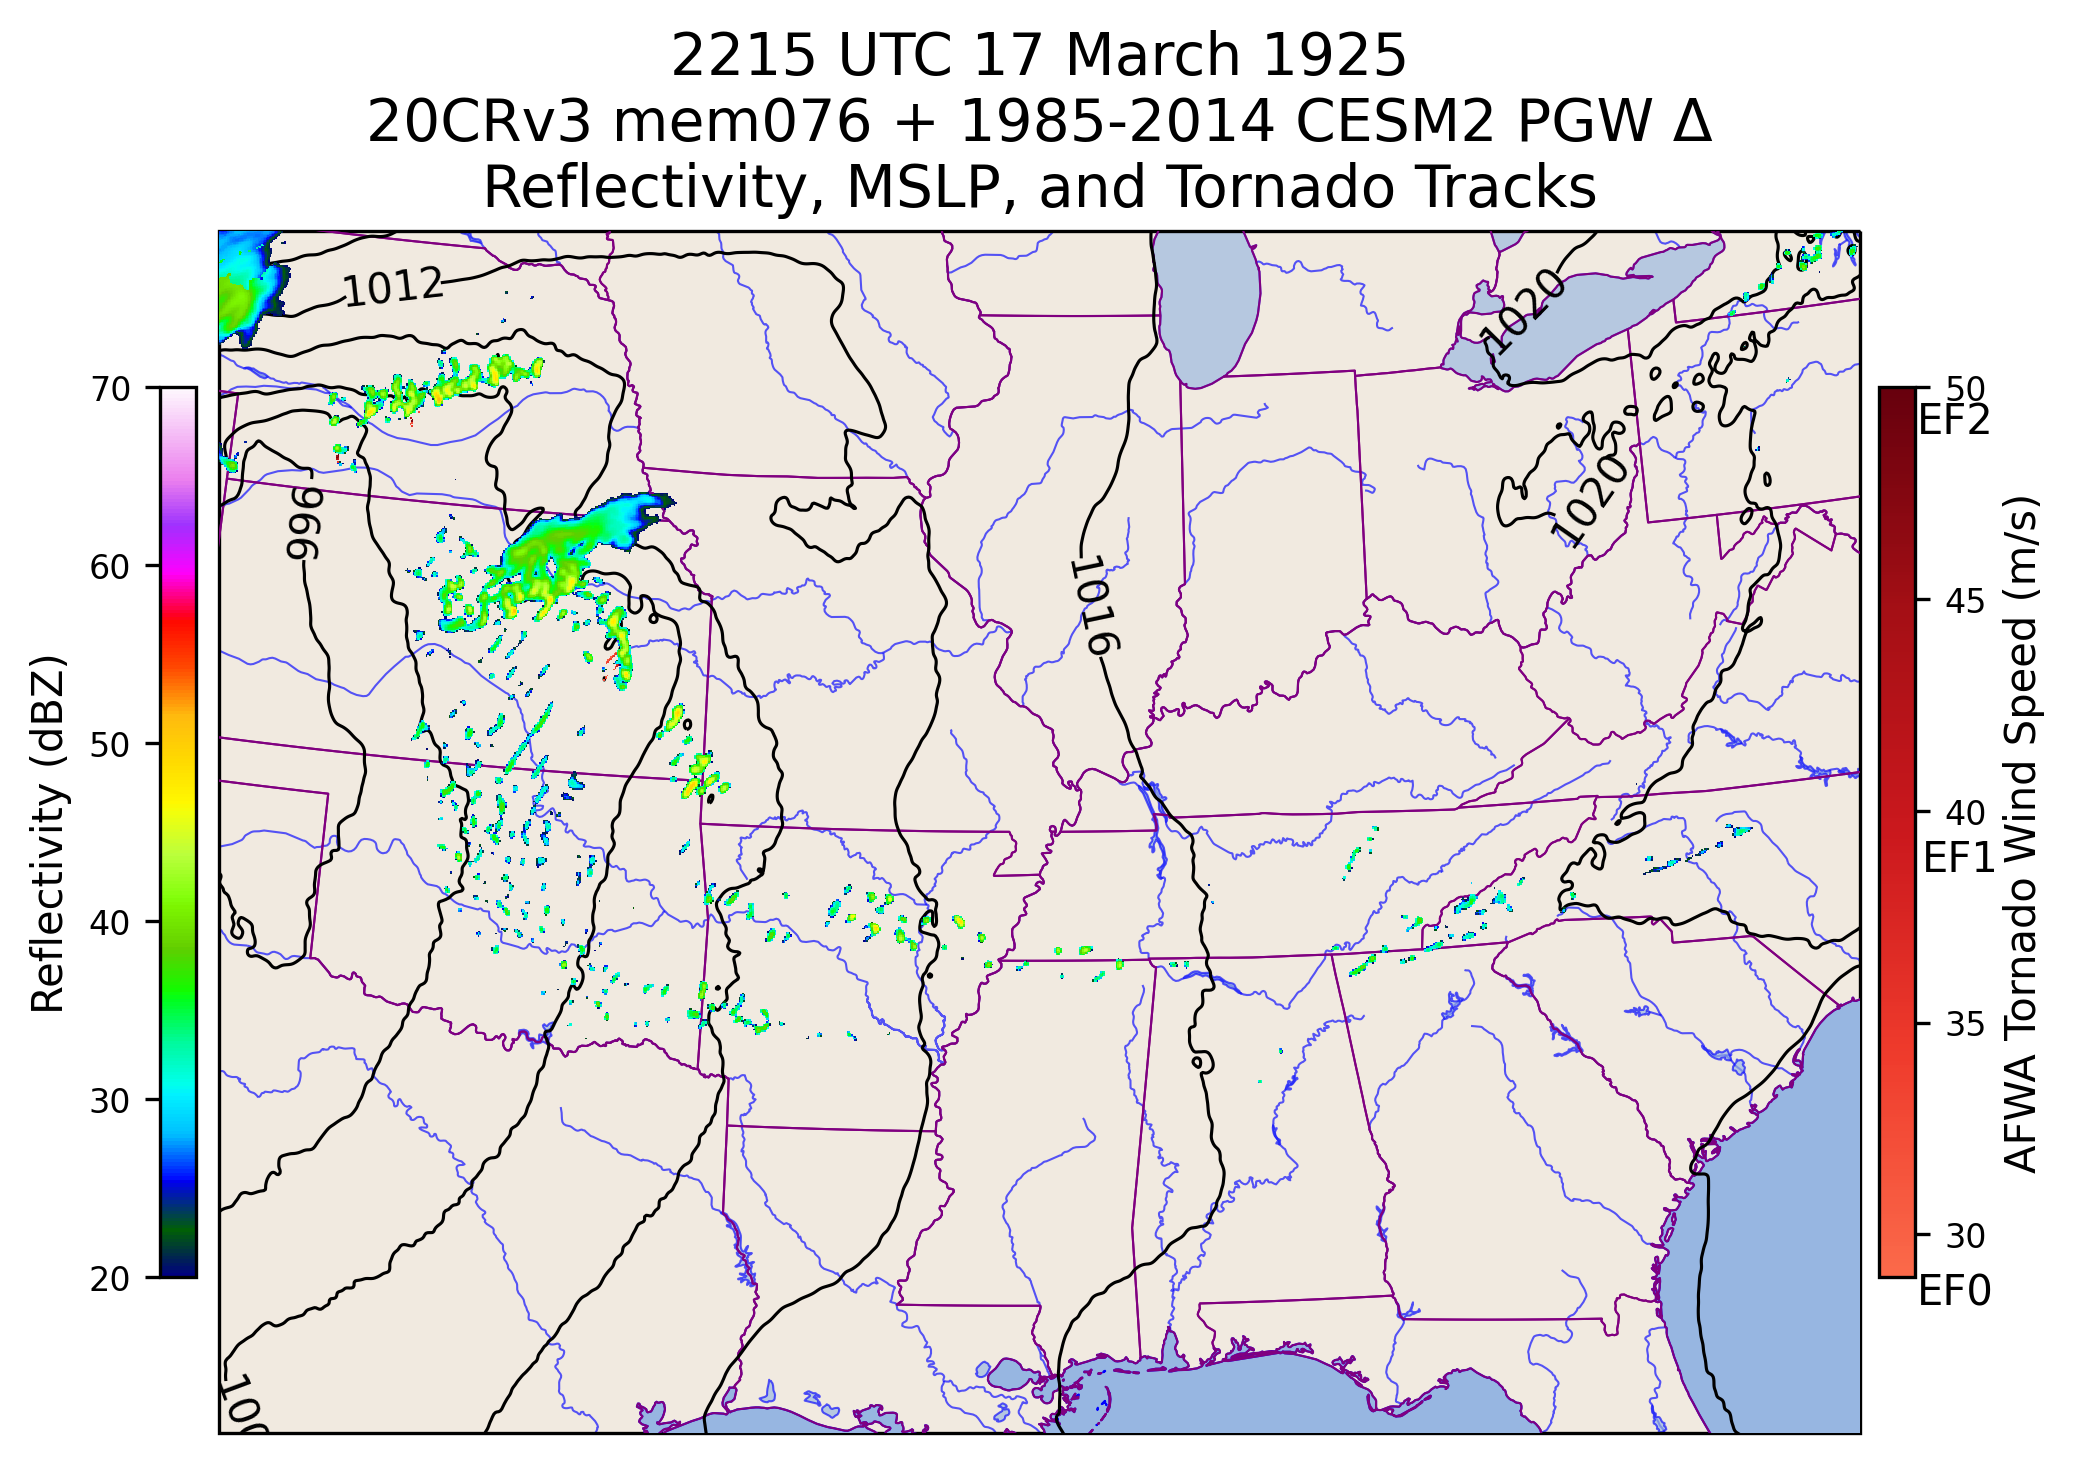 2215 UTC 17 March 1925
20CRv3 mem076 + 1985-2014 CESM2 PGW Δ
Reflectivity, MSLP, and Tornado Tracks
1012
1020
996
1020
1016
70
60
50
40
30
20
Reflectivity (dBZ)
50
EF2
45
40
EF1
35
30
EF0
AFWA Tornado Wind Speed (m/s)